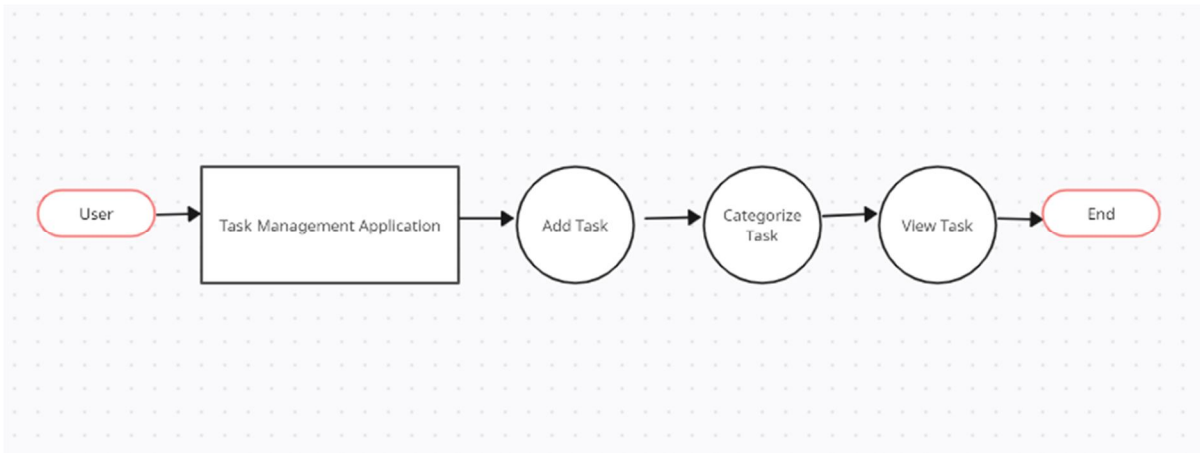 User
Task Management Application
Add Task
Categorize
Task
View Task
End